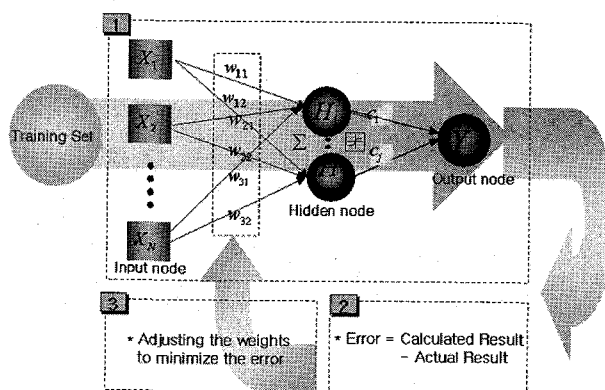 1
X₁
w₁₁
w₁₂
H
c₁
Training Set
X₂
w₂₁
Σ
Y
w₂₂
cⱼ
Output node
w₃₁
Hidden node
X_N
w₃₂
Input node
3
2
* Adjusting the weights
to minimize the error
* Error = Calculated Result
– Actual Result